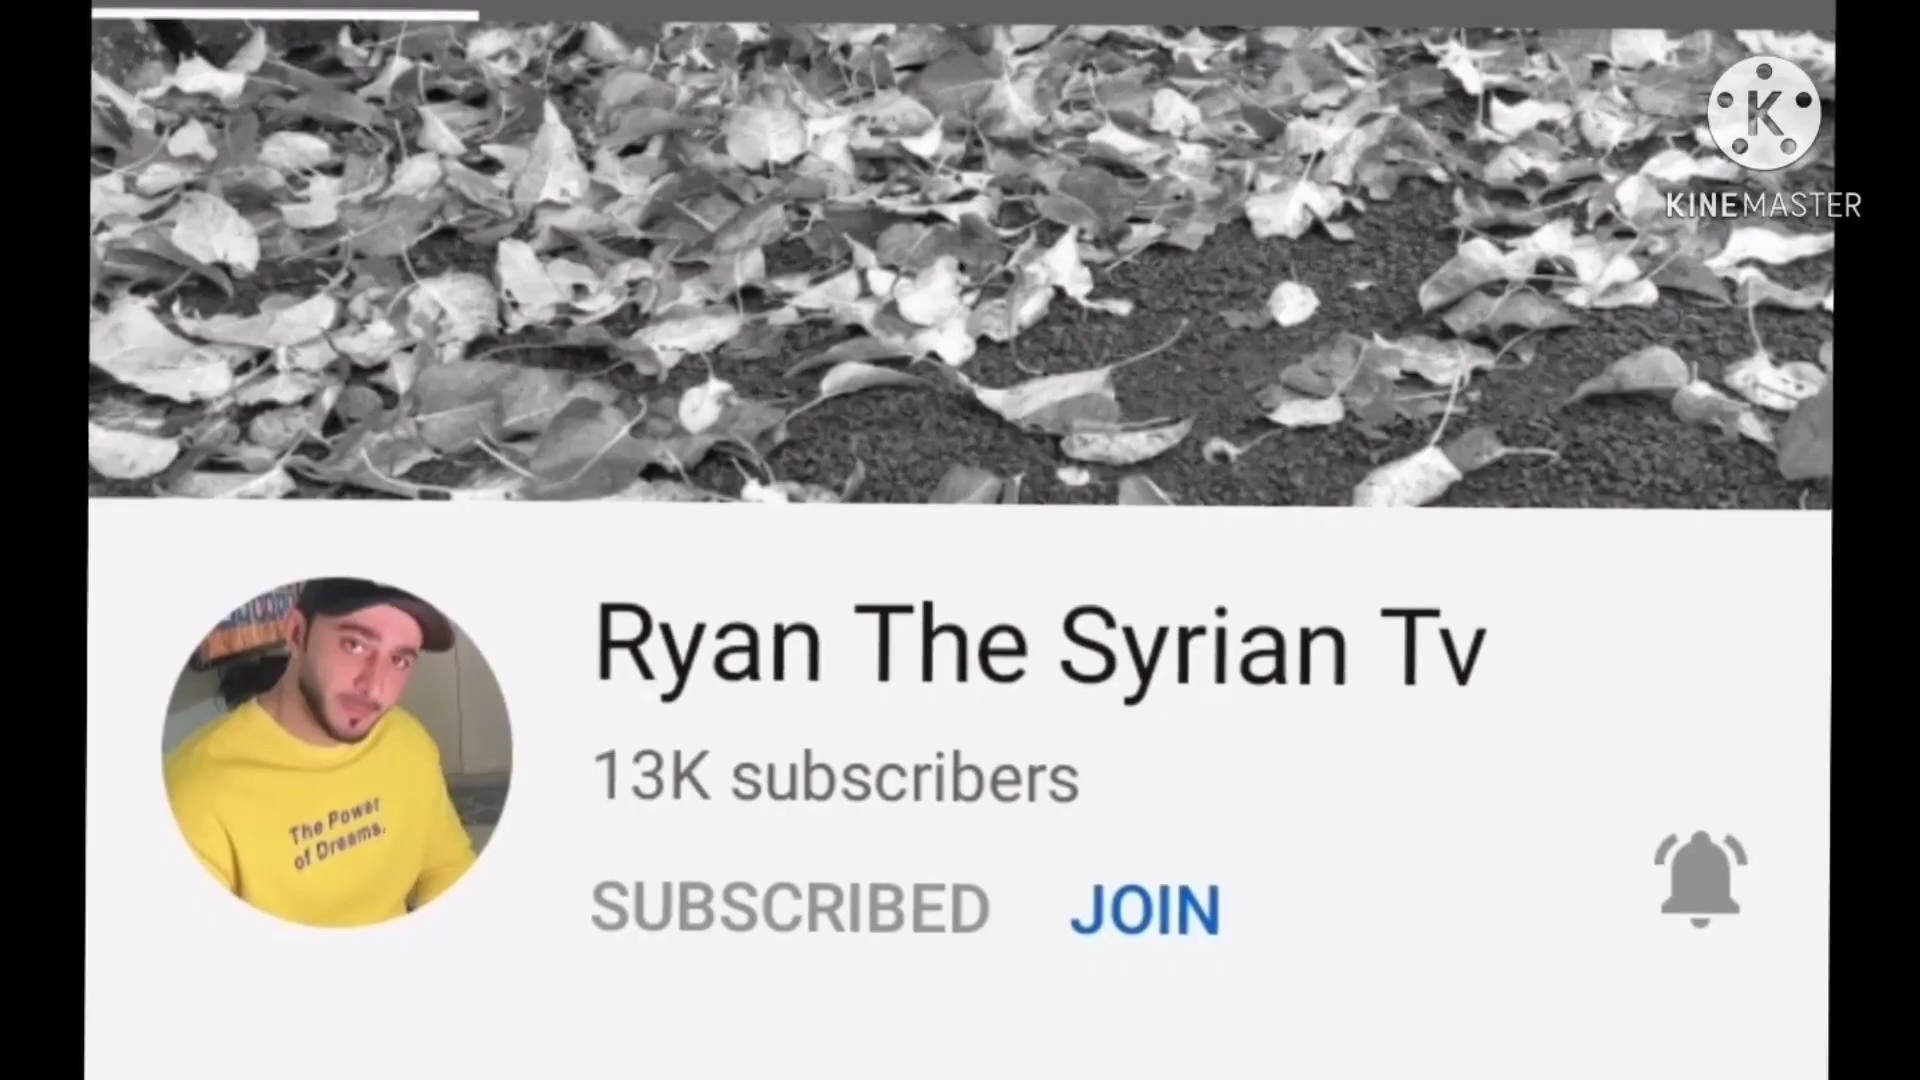 K
KINEMASTER
Ryan The Syrian Tv
13K subscribers
The Power
of Dreams.
SUBSCRIBED JOIN